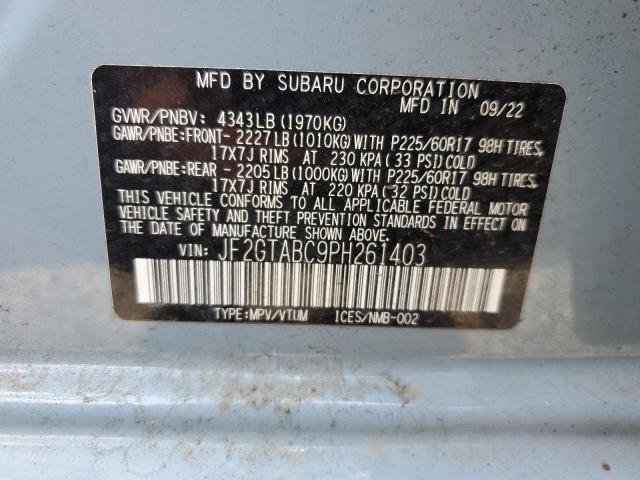 MFD BY SUBARU CORPORATION
MFD IN 09/22
GVWR/PNBV: 4343LB (1970KG)
GAWR/PNBE:FRONT- 2227LB (1010KG) WITH P225/60R17 98H TIRES,
17X7J RIMS AT 230 KPA (33 PSI) COLD
GAWR/PNBE:REAR - 2205LB (1000KG) WITH P225/60R17 98H TIRES,
17X7J RIMS AT 220 KPA (32 PSI) COLD
THIS VEHICLE CONFORMS TO ALL APPLICABLE FEDERAL MOTOR
VEHICLE SAFETY AND THEFT PREVENTION STANDARDS IN EFFECT ON
THE DATE OF MANUFACTURE SHOWN ABOVE.
VIN: JF2GTABC9PH261403
TYPE:MPV/VTUM ICES/NMB-002